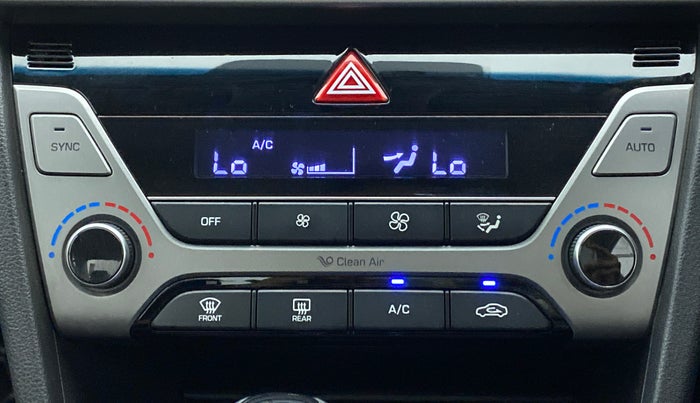 SYNC
AUTO
A/C
Lo
Lo
OFF
Clean Air
FRONT
REAR
A/C